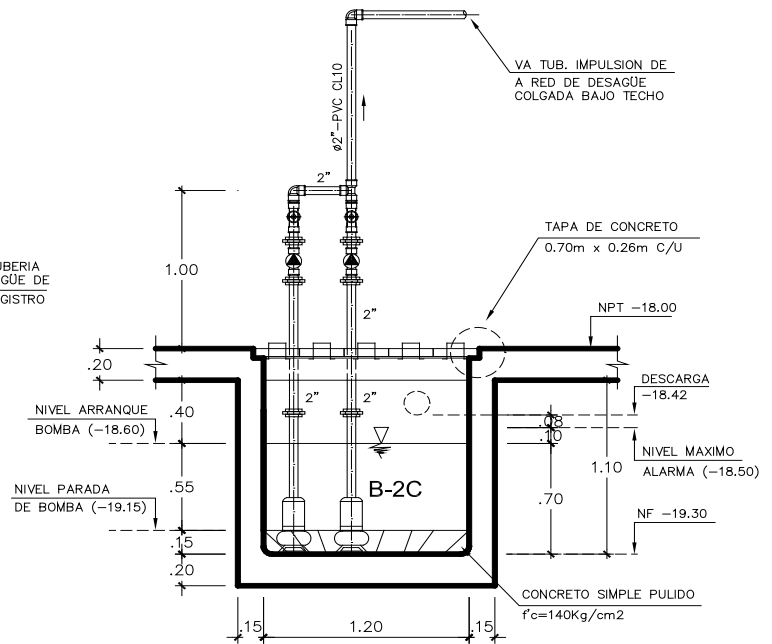 VA TUB. IMPULSION DE
A RED DE DESAGÜE
COLGADA BAJO TECHO
ø2"-PVC CL10
2"
TAPA DE CONCRETO
0.70m x 0.26m C/U
UBERIA
GÜE DE
GISTRO
1.00
2"
NPT -18.00
.20
DESCARGA
-18.42
.40
2"
2"
NIVEL ARRANQUE
BOMBA (-18.60)
.08
.10
NIVEL MAXIMO
ALARMA (-18.50)
1.10
.55
B-2C
.70
NIVEL PARADA
DE BOMBA (-19.15)
NF -19.30
.15
.20
CONCRETO SIMPLE PULIDO
f'c=140Kg/cm2
.15
1.20
.15